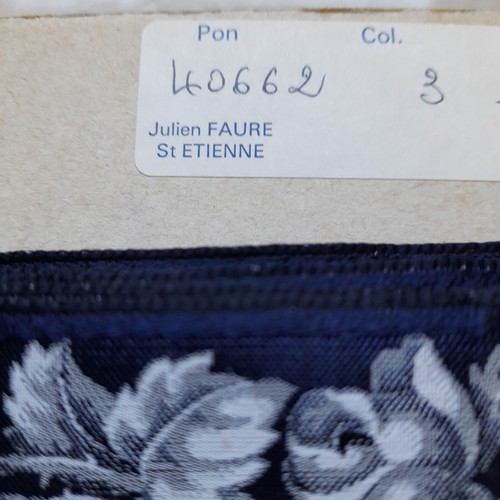 Pon Col.
40662 3
Julien FAURE
St ETIENNE